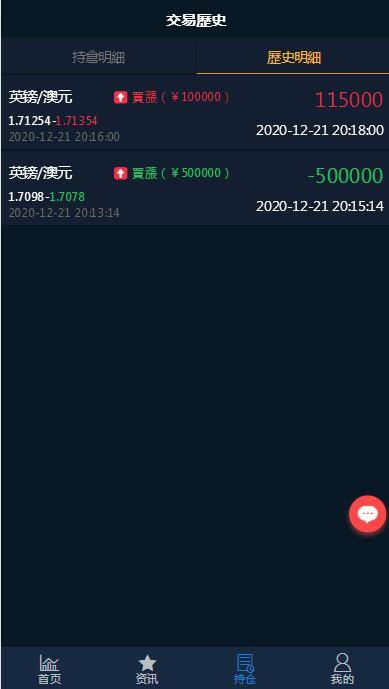 交易歷史
持倉明細 歷史明細
英镑/澳元 買漲（¥100000） 115000
1.71254-1.71354 2020-12-21 20:18:00
2020-12-21 20:16:00
英镑/澳元 買漲（¥500000） -500000
1.7098-1.7078 2020-12-21 20:15:14
2020-12-21 20:13:14
首页 资讯 持仓 我的